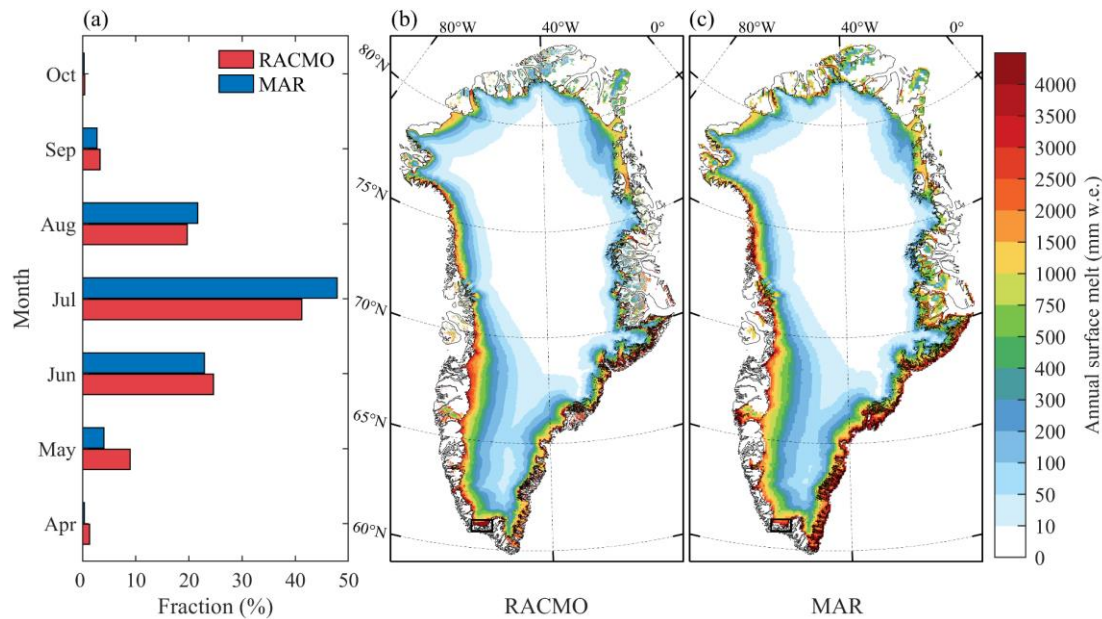 (a)
(b)
(c)
80°W
40°W
0°
80°W
40°W
0°
RACMO
MAR
Month
Oct
Sep
Aug
Jul
Jun
May
Apr
0 10 20 30 40 50
Fraction (%)
80°N
75°N
70°N
65°N
60°N
RACMO
MAR
4000
3500
3000
2500
2000
1500
1000
750
500
400
300
200
100
50
10
0
Annual surface melt (mm w.e.)